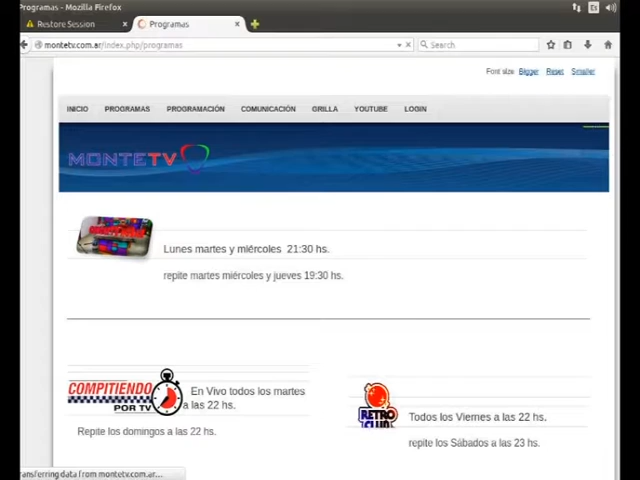 Programas - Mozilla Firefox
Restore Session × Programas ×
montetv.com.ar/index.php/programas Search
Font size Bigger Reset Smaller
INICIO PROGRAMAS PROGRAMACIÓN COMUNICACIÓN GRILLA YOUTUBE LOGIN
MONTETV
Lunes martes y miércoles 21:30 hs.
repite martes miércoles y jueves 19:30 hs.
COMPITIENDO
POR TV
En Vivo todos los martes
a las 22 hs.
Repite los domingos a las 22 hs.
RETRO
CLUB
Todos los Viernes a las 22 hs.
repite los Sábados a las 23 hs.
ransferring data from montetv.com.ar...